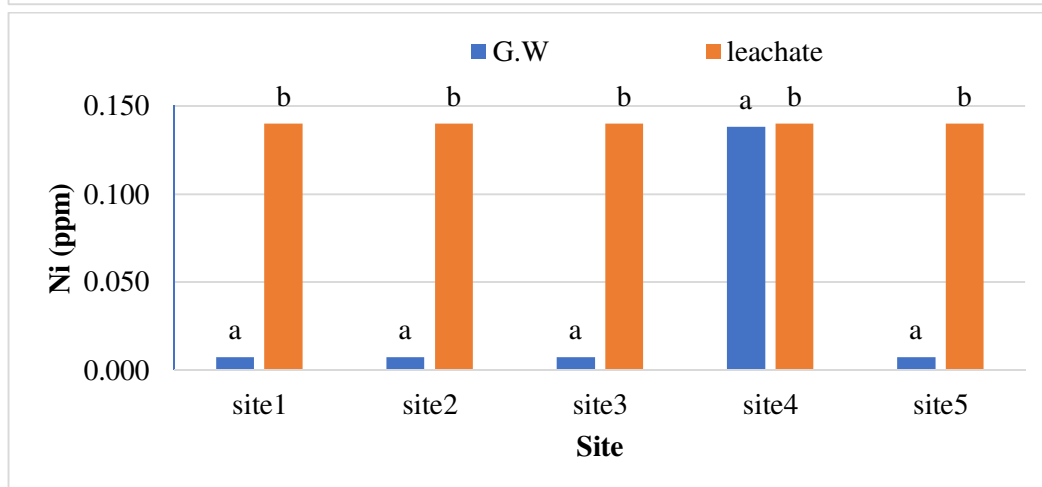 G.W leachate
0.150
0.100
0.050
0.000
Ni (ppm)
a b a b a b a b a b
site1 site2 site3 site4 site5
Site